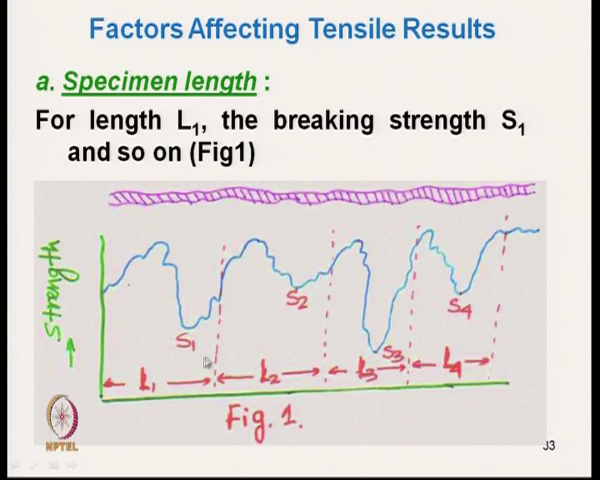 Factors Affecting Tensile Results
a. Specimen length :
For length L1, the breaking strength S1
and so on (Fig1)
strength
S1
S2
S3
S4
L1
L2
L3
L4
Fig. 1.
NPTEL
J3